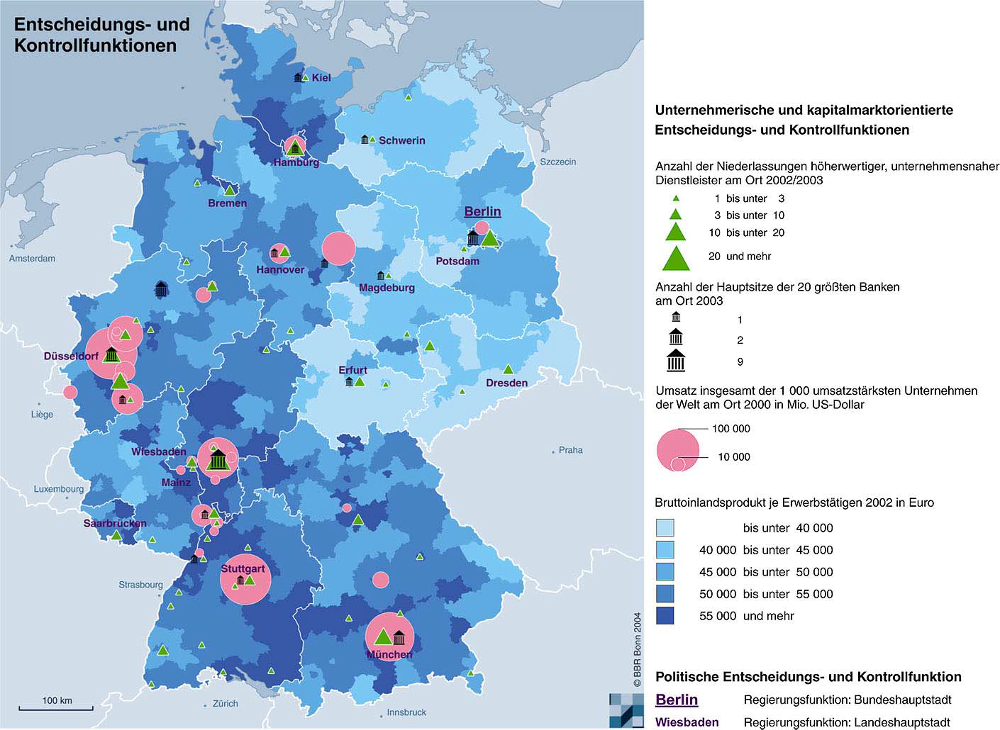 Entscheidungs- und
Kontrollfunktionen
Kiel
Schwerin
Szczecin
Hamburg
Bremen
Berlin
Amsterdam
Hannover
Potsdam
Magdeburg
Düsseldorf
Erfurt
Dresden
Liège
Wiesbaden
Praha
Mainz
Luxembourg
Saarbrücken
Stuttgart
Strasbourg
München
100 km
Zürich
Innsbruck
© BBR Bonn 2004
Unternehmerische und kapitalmarktorientierte
Entscheidungs- und Kontrollfunktionen
Anzahl der Niederlassungen höherwertiger, unternehmensnaher
Dienstleister am Ort 2002/2003
1 bis unter 3
3 bis unter 10
10 bis unter 20
20 und mehr
Anzahl der Hauptsitze der 20 größten Banken
am Ort 2003
1
2
9
Umsatz insgesamt der 1 000 umsatzstärksten Unternehmen
der Welt am Ort 2000 in Mio. US-Dollar
100 000
10 000
Bruttoinlandsprodukt je Erwerbstätigen 2002 in Euro
bis unter 40 000
40 000 bis unter 45 000
45 000 bis unter 50 000
50 000 bis unter 55 000
55 000 und mehr
Politische Entscheidungs- und Kontrollfunktion
Berlin Regierungsfunktion: Bundeshauptstadt
Wiesbaden Regierungsfunktion: Landeshauptstadt